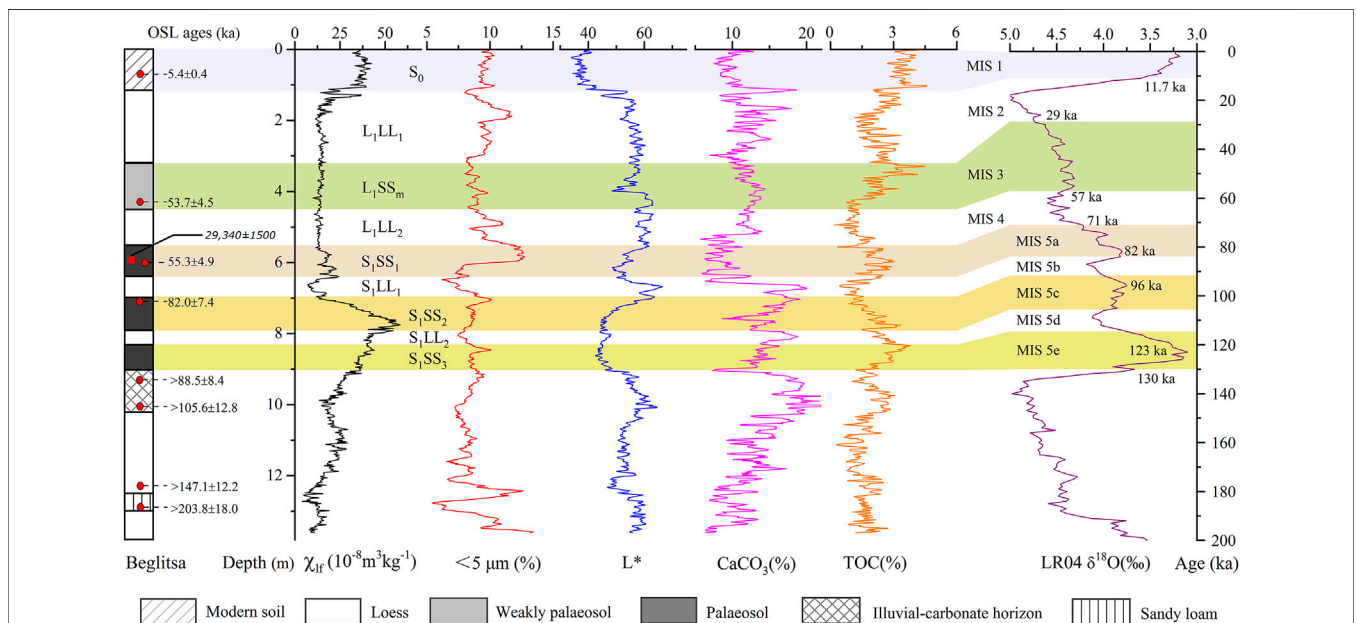 OSL ages (ka)
25 50 5 10 15 40 60 10 20 0 3 6 5.0 4.5 4.0 3.5 3.0
0 2 4 6 8 10 12
5.4±0.4
53.7±4.5
29,340±1500
55.3±4.9
82.0±7.4
>88.5±8.4
>105.6±12.8
>147.1±12.2
>203.8±18.0
S0
L1LL1
L1SSm
L1LL2
S1SS1
S1LL1
S1SS2
S1LL2
S1SS3
MIS 1
MIS 2
MIS 3
MIS 4
MIS 5a
MIS 5b
MIS 5c
MIS 5d
MIS 5e
11.7 ka
29 ka
57 ka
71 ka
82 ka
96 ka
123 ka
130 ka
0 20 40 60 80 100 120 140 160 180 200
Beglitsa Depth (m) χlf (10-8m3kg-1) <5 μm (%) L* CaCO3(%) TOC(%) LR04 δ18O(‰) Age (ka)
Modern soil Loess Weakly palaeosol Palaeosol Illuvial-carbonate horizon Sandy loam